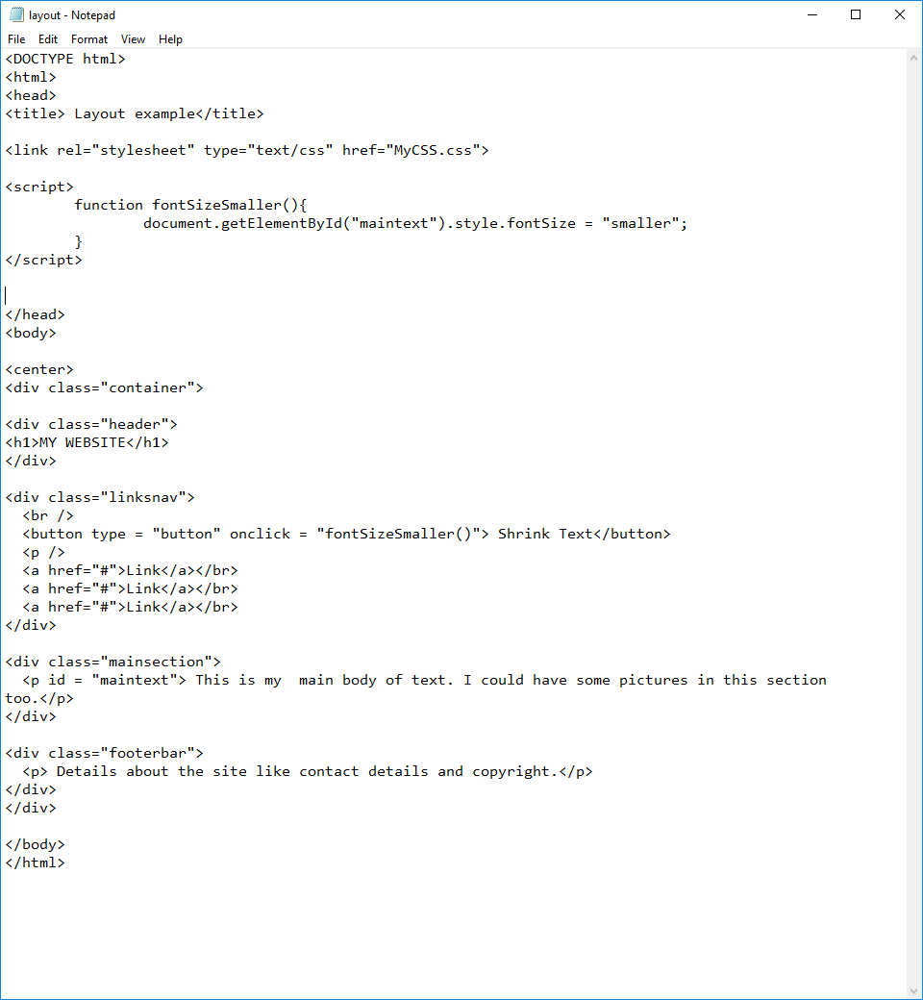 layout - Notepad
File Edit Format View Help
<DOCTYPE html>
<html>
<head>
<title> Layout example</title>
<link rel="stylesheet" type="text/css" href="MyCSS.css">
<script>
function fontSizeSmaller(){
document.getElementById("maintext").style.fontSize = "smaller";
}
</script>
</head>
<body>
<center>
<div class="container">
<div class="header">
<h1>MY WEBSITE</h1>
</div>
<div class="linksnav">
<br />
<button type = "button" onclick = "fontSizeSmaller()"> Shrink Text</button>
<p />
<a href="#">Link</a></br>
<a href="#">Link</a></br>
<a href="#">Link</a></br>
</div>
<div class="mainsection">
<p id = "maintext"> This is my  main body of text. I could have some pictures in this section
too.</p>
</div>
<div class="footerbar">
<p> Details about the site like contact details and copyright.</p>
</div>
</div>
</body>
</html>